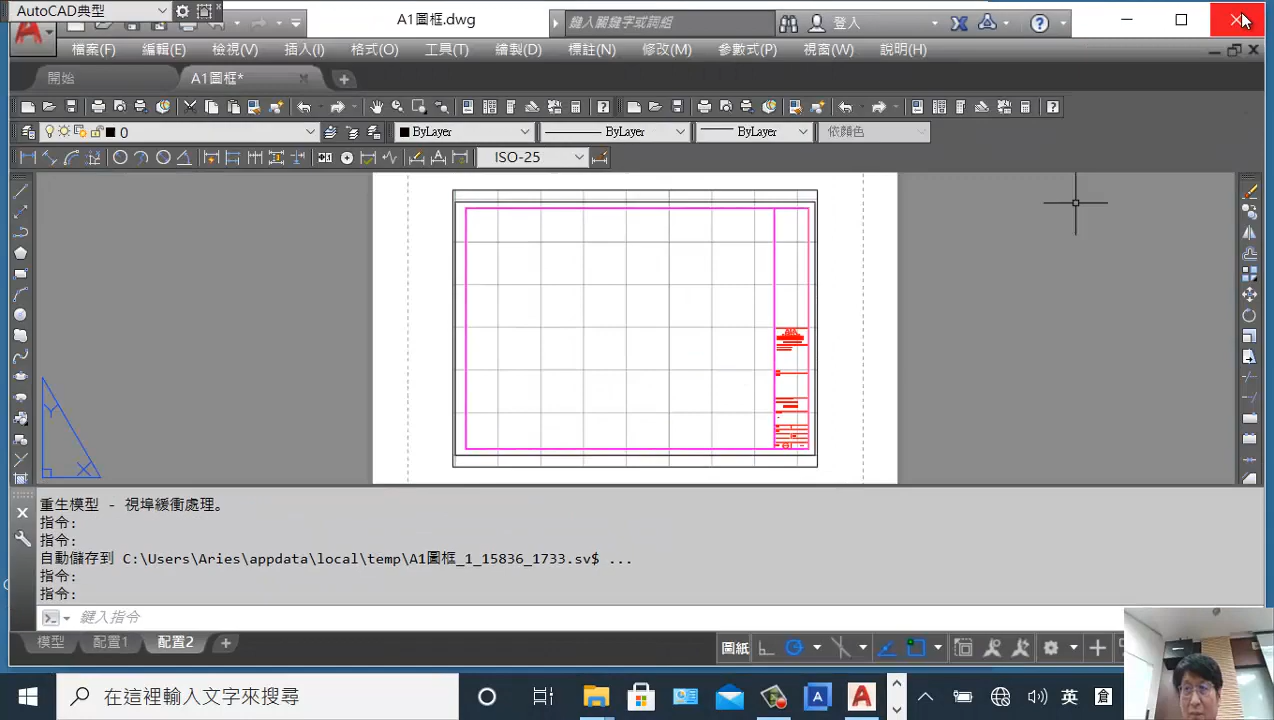 AutoCAD典型
A1圖框.dwg
鍵入關鍵字或詞組
登入
檔案(F) 編輯(E) 檢視(V) 插入(I) 格式(O) 工具(T) 繪製(D) 標註(N) 修改(M) 參數式(P) 視窗(W) 說明(H)
開始 A1圖框*
0 ByLayer ByLayer ByLayer 依顏色
ISO-25
Y
X
重生模型 - 視埠緩衝處理。
指令:
指令:
自動儲存到 C:\Users\Aries\appdata\local\temp\A1圖框_1_15836_1733.sv$ ...
指令:
指令:
鍵入指令
模型 配置1 配置2
圖紙
在這裡輸入文字來搜尋
英 倉